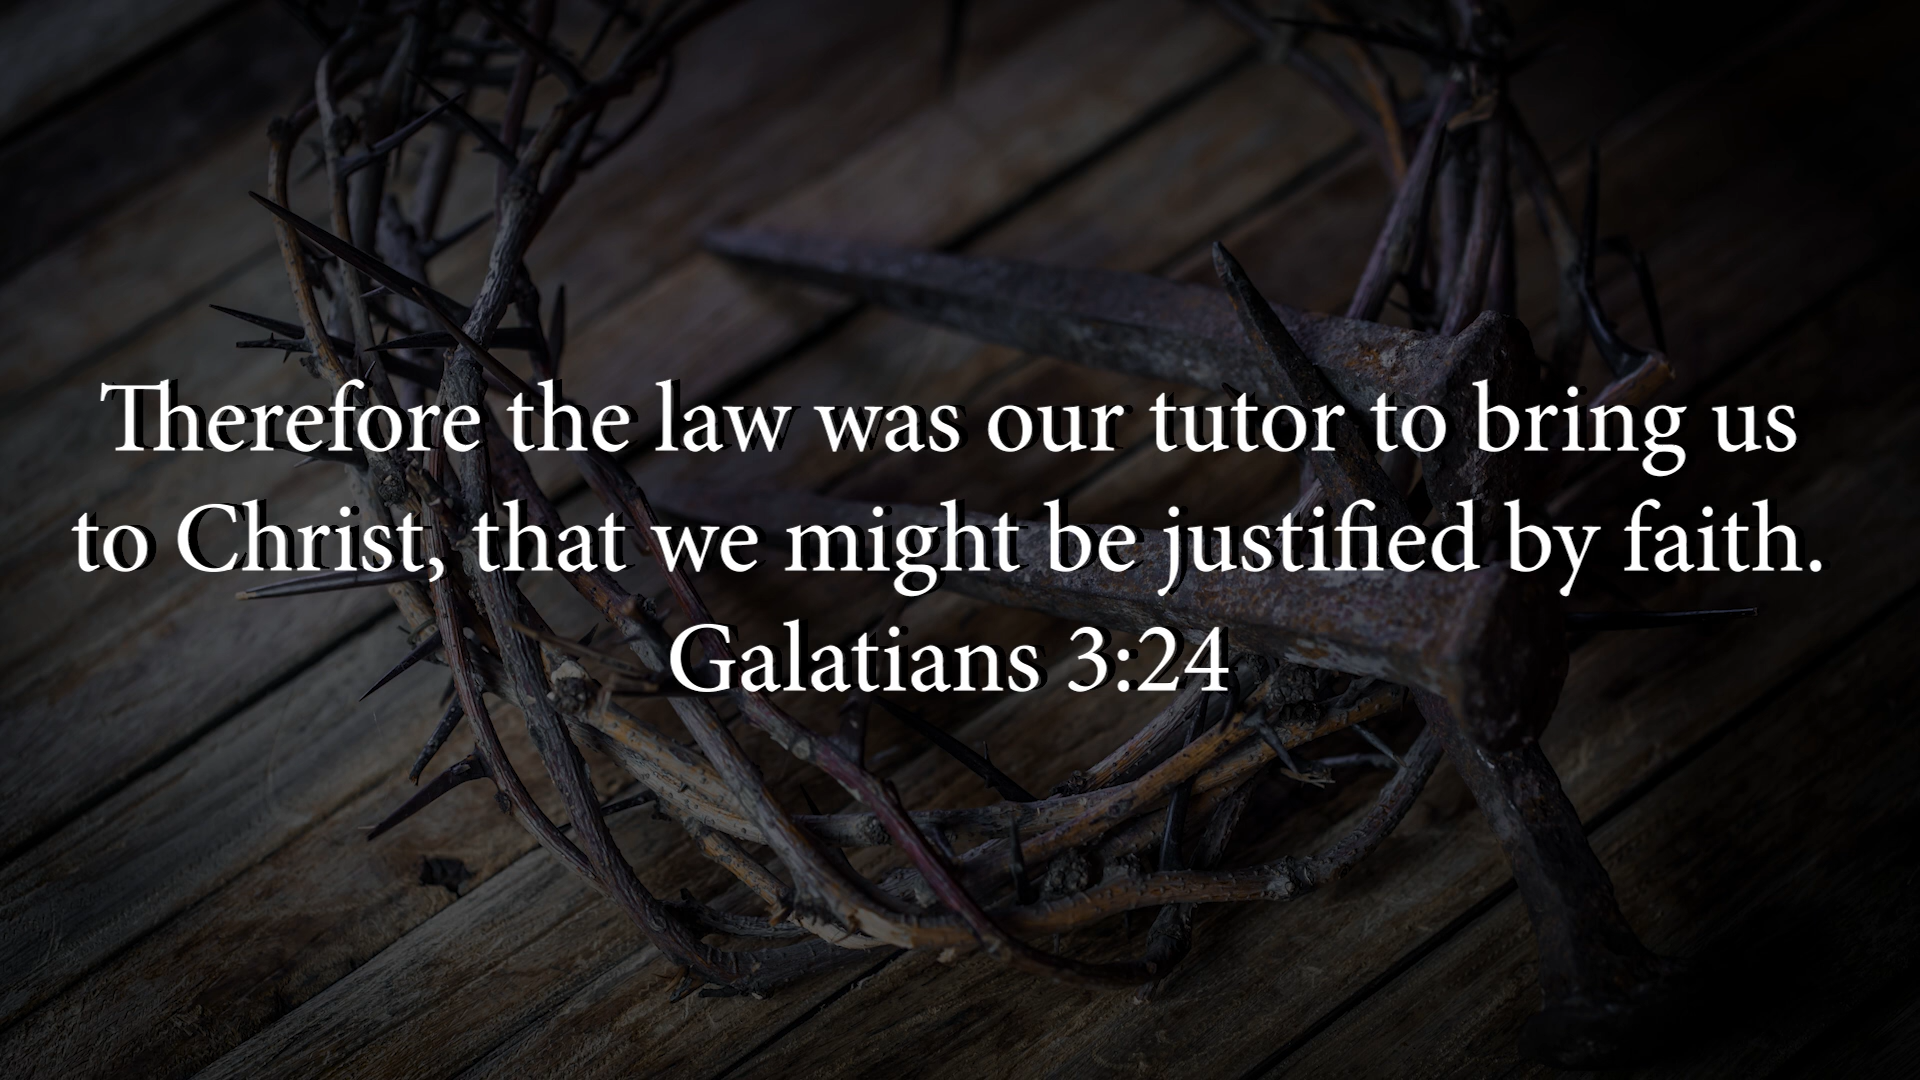 Therefore the law was our tutor to bring us
to Christ, that we might be justified by faith.
Galatians 3:24